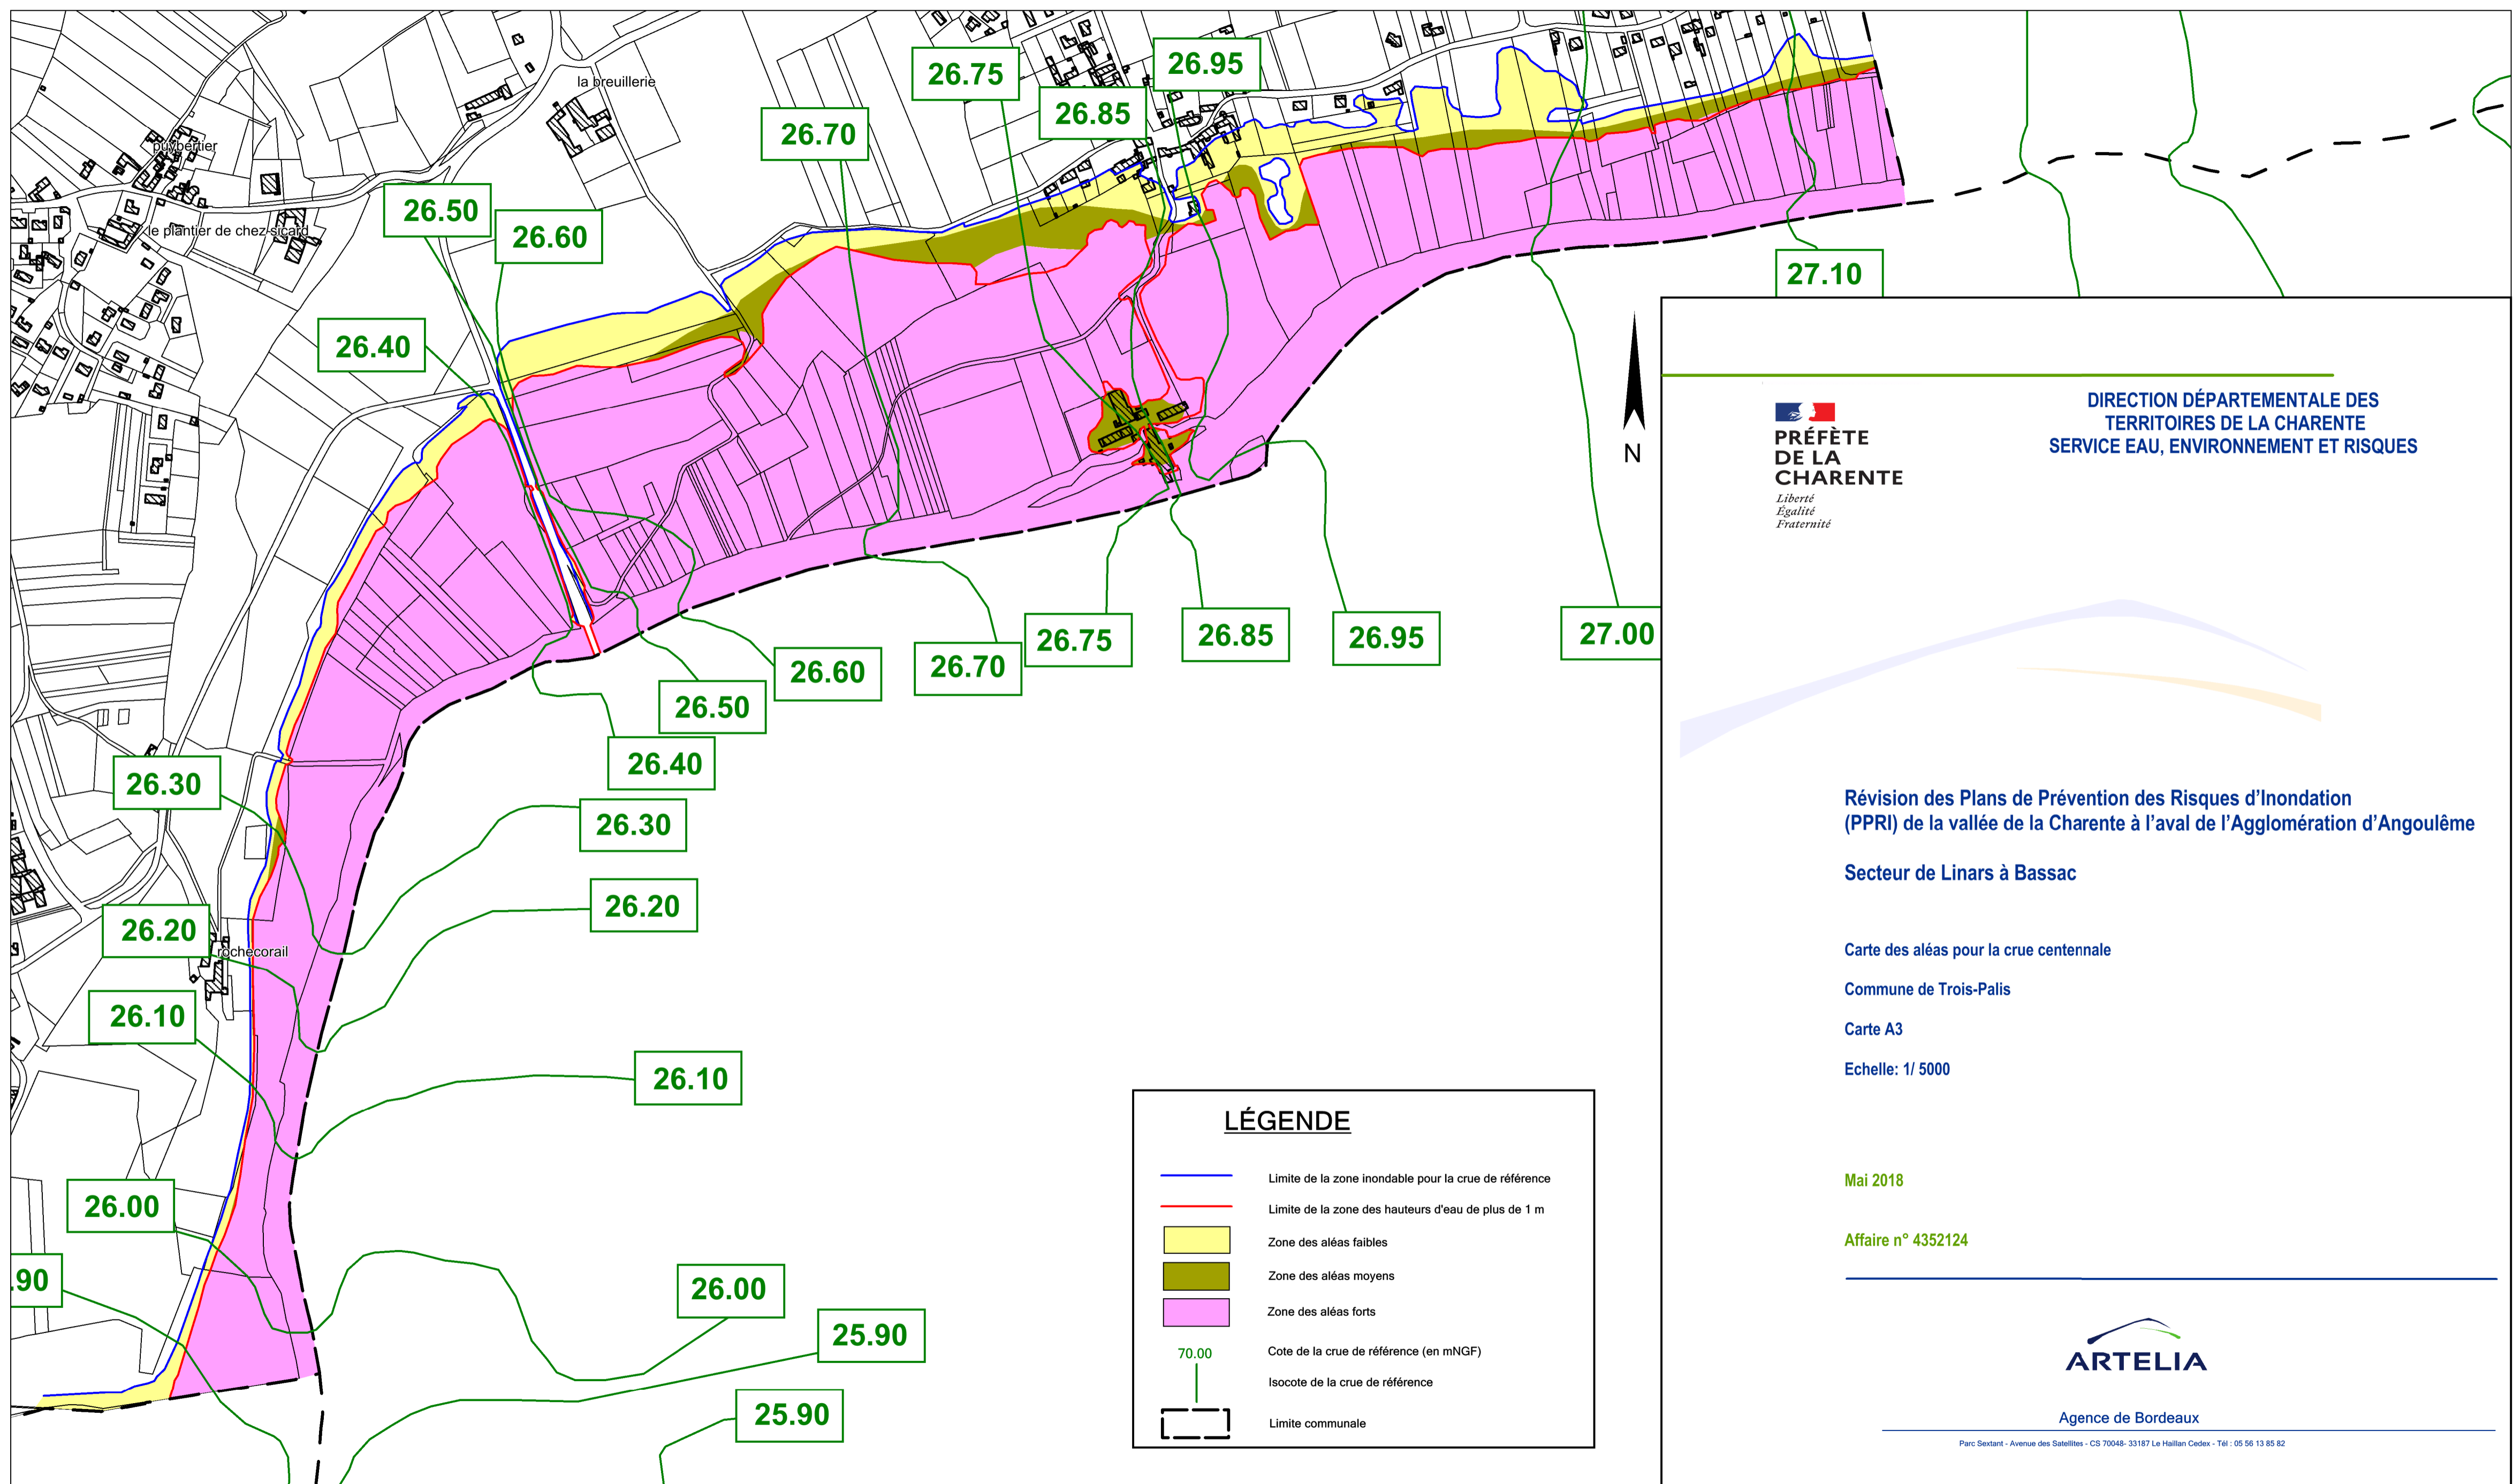 la breuillerie
puybertier
le plantier de chez sicard
26.75
26.95
26.85
26.70
26.50
26.60
26.40
27.10
26.75
26.85
26.95
27.00
26.70
26.60
26.50
26.40
26.30
26.30
26.20
26.20
rochecorail
26.10
26.10
26.00
26.00
.90
25.90
25.90
N
LÉGENDE
Limite de la zone inondable pour la crue de référence
Limite de la zone des hauteurs d'eau de plus de 1 m
Zone des aléas faibles
Zone des aléas moyens
Zone des aléas forts
70.00 Cote de la crue de référence (en mNGF)
Isocote de la crue de référence
Limite communale
PRÉFÈTE
DE LA
CHARENTE
Liberté
Égalité
Fraternité
DIRECTION DÉPARTEMENTALE DES
TERRITOIRES DE LA CHARENTE
SERVICE EAU, ENVIRONNEMENT ET RISQUES
Révision des Plans de Prévention des Risques d’Inondation
(PPRI) de la vallée de la Charente à l’aval de l’Agglomération d’Angoulême
Secteur de Linars à Bassac
Carte des aléas pour la crue centennale
Commune de Trois-Palis
Carte A3
Echelle: 1/ 5000
Mai 2018
Affaire n° 4352124
ARTELIA
Agence de Bordeaux
Parc Sextant - Avenue des Satellites - CS 70048- 33187 Le Haillan Cedex - Tél : 05 56 13 85 82